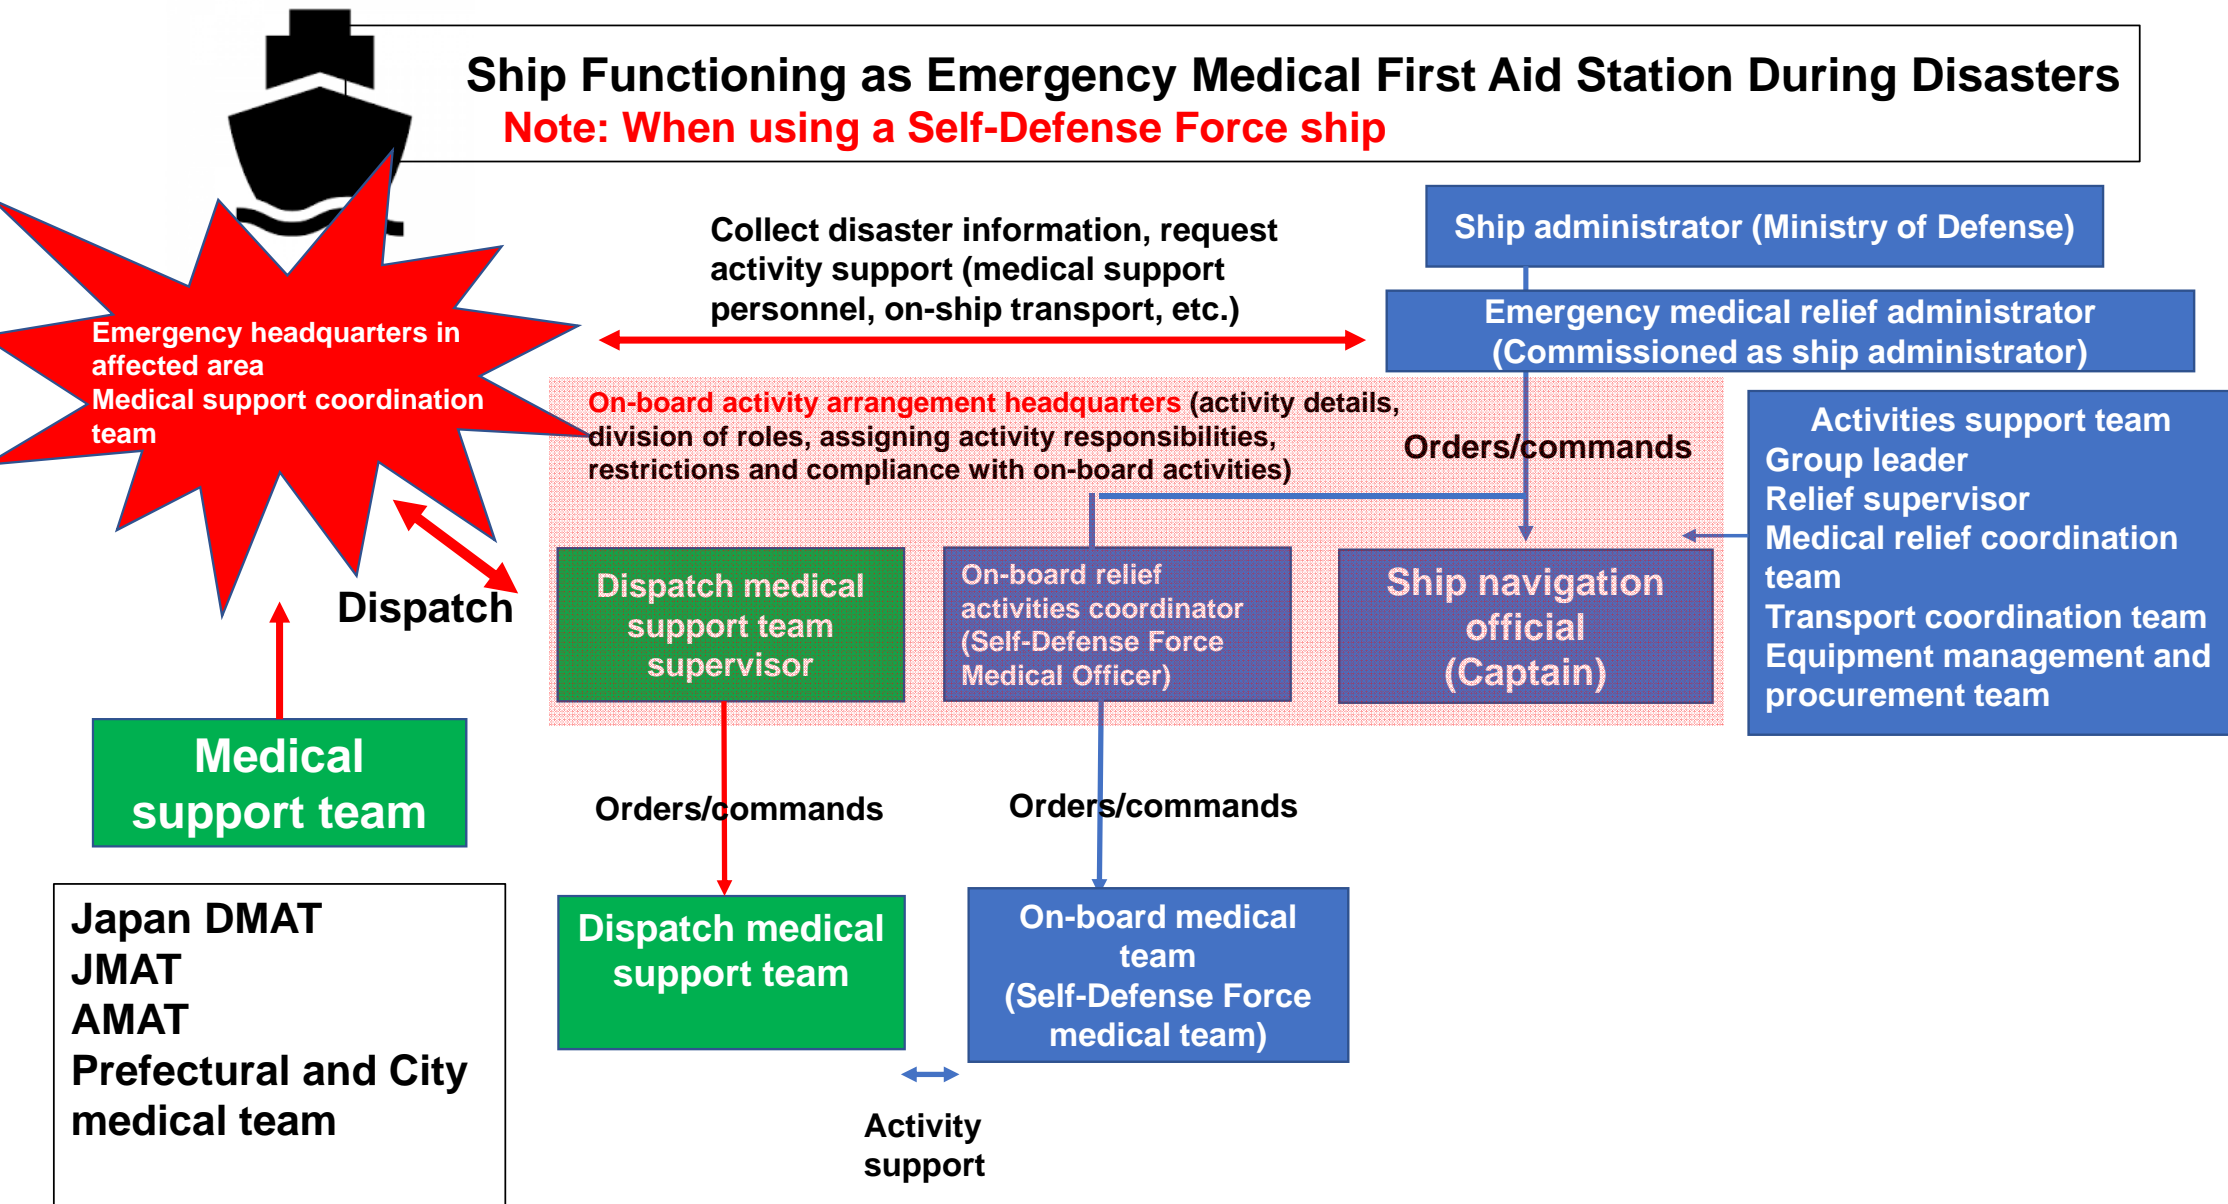 Ship Functioning as Emergency Medical First Aid Station During Disasters
Note: When using a Self-Defense Force ship
Collect disaster information, request
activity support (medical support
personnel, on-ship transport, etc.)
Ship administrator (Ministry of Defense)
Emergency medical relief administrator
(Commissioned as ship administrator)
Emergency headquarters in
affected area
Medical support coordination
team
On-board activity arrangement headquarters (activity details,
division of roles, assigning activity responsibilities,
restrictions and compliance with on-board activities)
Orders/commands
Activities support team
Group leader
Relief supervisor
Medical relief coordination
team
Transport coordination team
Equipment management and
procurement team
Dispatch
Dispatch medical
support team
supervisor
On-board relief
activities coordinator
(Self-Defense Force
Medical Officer)
Ship navigation
official
(Captain)
Medical
support team
Orders/commands
Orders/commands
Japan DMAT
JMAT
AMAT
Prefectural and City
medical team
Dispatch medical
support team
On-board medical
team
(Self-Defense Force
medical team)
Activity
support